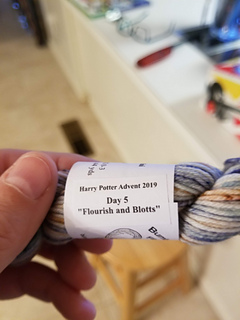 Harry Potter Advent 2019
Day 5
"Flourish and Blotts"